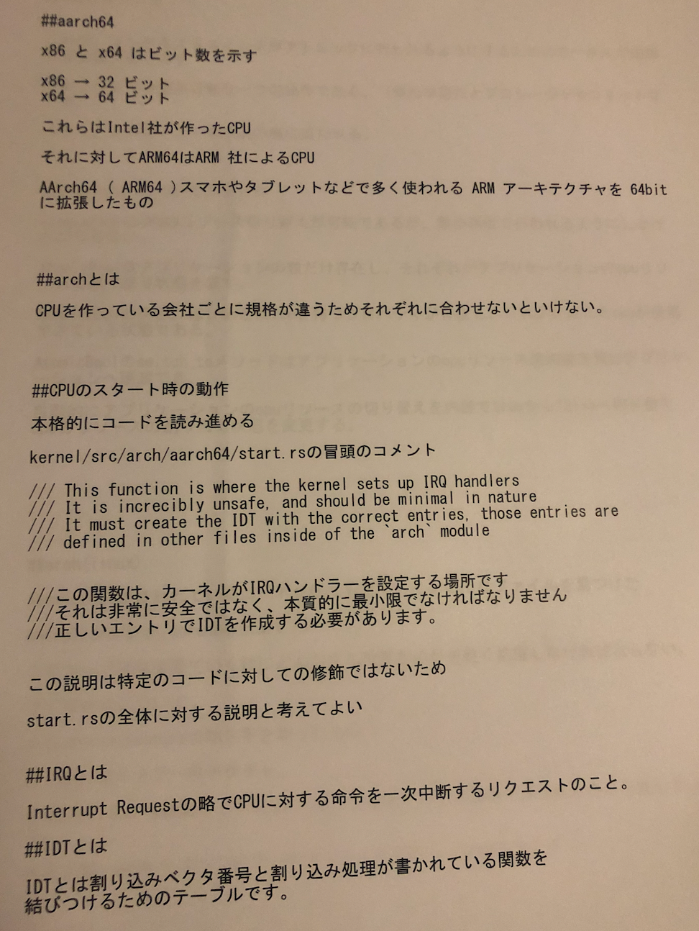 ##aarch64
x86 と x64 はビット数を示す
x86 → 32 ビット
x64 → 64 ビット
これらはIntel社が作ったCPU
それに対してARM64はARM 社によるCPU
AArch64 ( ARM64 )スマホやタブレットなどで多く使われる ARM アーキテクチャを 64bit
に拡張したもの
##archとは
CPUを作っている会社ごとに規格が違うためそれぞれに合わせないといけない。
##CPUのスタート時の動作
本格的にコードを読み進める
kernel/src/arch/aarch64/start.rsの冒頭のコメント
/// This function is where the kernel sets up IRQ handlers
/// It is increcibly unsafe, and should be minimal in nature
/// It must create the IDT with the correct entries, those entries are
/// defined in other files inside of the `arch` module
///この関数は、カーネルがIRQハンドラーを設定する場所です
///それは非常に安全ではなく、本質的に最小限でなければなりません
///正しいエントリでIDTを作成する必要があります。
この説明は特定のコードに対しての修飾ではないため
start.rsの全体に対する説明と考えてよい
##IRQとは
Interrupt Requestの略でCPUに対する命令を一次中断するリクエストのこと。
##IDTとは
IDTとは割り込みベクタ番号と割り込み処理が書かれている関数を
結びつけるためのテーブルです。